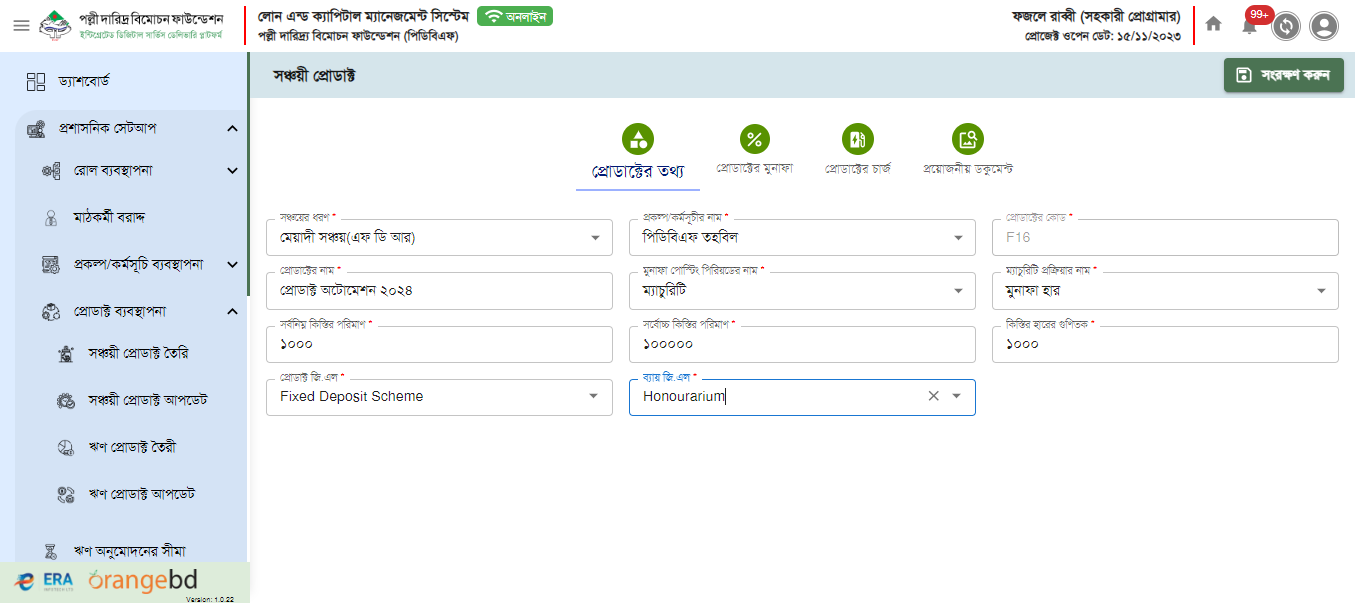 পল্লী দারিদ্র বিমোচন ফাউন্ডেশন
ইন্টিগ্রেটেড ডিজিটাল সার্ভিস ডেলিভারি প্লাটফর্ম
লোন এন্ড ক্যাপিটাল ম্যানেজমেন্ট সিস্টেম
অনলাইন
পল্লী দারিদ্র্য বিমোচন ফাউন্ডেশন (পিডিবিএফ)
ফজলে রাব্বী (সহকারী প্রোগ্রামার)
প্রোজেক্ট ওপেন ডেট: ১৫/১১/২০২৩
99+
ড্যাশবোর্ড
প্রশাসনিক সেটআপ
রোল ব্যবস্থাপনা
মাঠকর্মী বরাদ্দ
প্রকল্প/কর্মসূচি ব্যবস্থাপনা
প্রোডাক্ট ব্যবস্থাপনা
সঞ্চয়ী প্রোডাক্ট তৈরি
সঞ্চয়ী প্রোডাক্ট আপডেট
ঋণ প্রোডাক্ট তৈরী
ঋণ প্রোডাক্ট আপডেট
ঋণ অনুমোদনের সীমা
ERA
orangebd
Version: 1.0.22
সঞ্চয়ী প্রোডাক্ট
সংরক্ষণ করুন
প্রোডাক্টের তথ্য
প্রোডাক্টের মুনাফা
প্রোডাক্টের চার্জ
প্রয়োজনীয় ডকুমেন্ট
সঞ্চয়ের ধরণ *
মেয়াদী সঞ্চয়(এফ ডি আর)
প্রকল্প/কর্মসূচীর নাম *
পিডিবিএফ তহবিল
প্রোডাক্টের কোড *
F16
প্রোডাক্টের নাম *
প্রোডাক্ট অটোমেশন ২০২৪
মুনাফা পোস্টিং পিরিয়ডের নাম *
ম্যাচুরিটি
ম্যাচুরিটি প্রক্রিয়ার নাম *
মুনাফা হার
সর্বনিম্ন কিস্তির পরিমাণ *
১০০০
সর্বোচ্চ কিস্তির পরিমাণ *
১০০০০০
কিস্তির হারের গুণিতক *
১০০০
প্রোডাক্ট জি.এল *
Fixed Deposit Scheme
ব্যায় জি.এল *
Honourarium